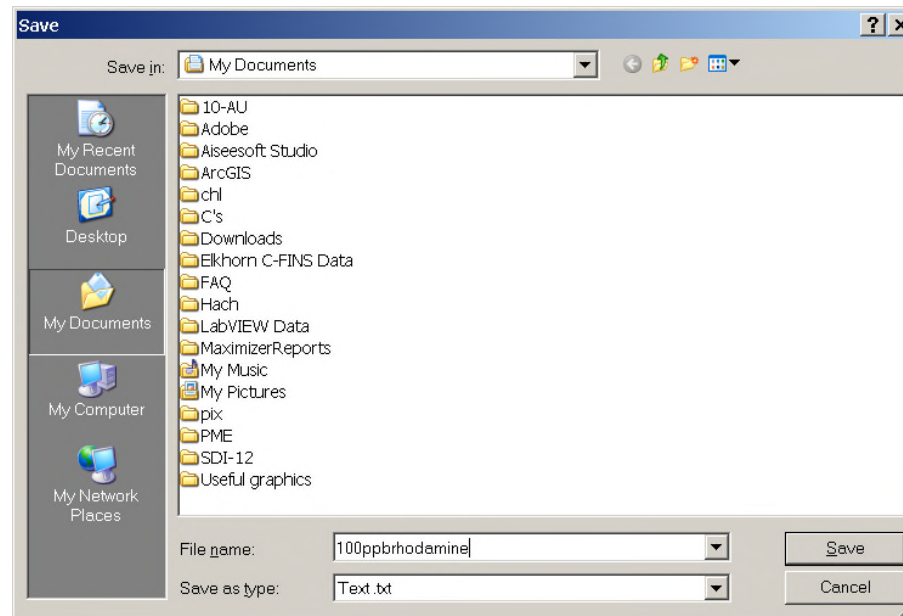 Save
Save in:
My Documents
My Recent
Documents
Desktop
My Documents
My Computer
My Network
Places
10-AU
Adobe
Aiseesoft Studio
ArcGIS
chl
C's
Downloads
Elkhorn C-FINS Data
FAQ
Hach
LabVIEW Data
MaximizerReports
My Music
My Pictures
pix
PME
SDI-12
Useful graphics
File name:
100ppbrhodamine
Save
Save as type:
Text .txt
Cancel